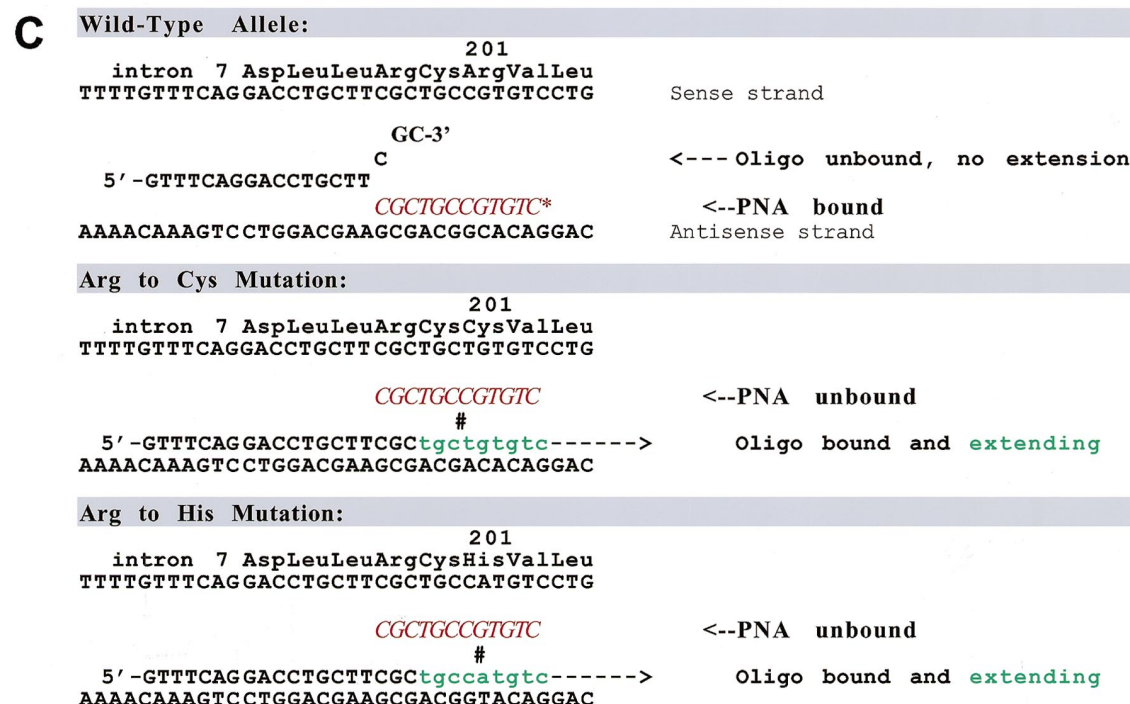 C
Wild-Type Allele:
201
intron 7 AspLeuLeuArgCysArgValLeu
TTTTGTTTCAGGACCTGCTTCGCTGCCGTGTCCTG Sense strand
GC-3’
C <--- Oligo unbound, no extension
5’-GTTTCAGGACCTGCTT
CGCTGCCGTGTC* <--PNA bound
AAAACAAAGTCCTGGACGAAGCGACGGCACAGGAC Antisense strand
Arg to Cys Mutation:
201
intron 7 AspLeuLeuArgCysCysValLeu
TTTTGTTTCAGGACCTGCTTCGCTGCTGTGTCCTG
CGCTGCCGTGTC <--PNA unbound
#
5’-GTTTCAGGACCTGCTTCGCtgctgtgtc------> Oligo bound and extending
AAAACAAAGTCCTGGACGAAGCGACGACACAGGAC
Arg to His Mutation:
201
intron 7 AspLeuLeuArgCysHisValLeu
TTTTGTTTCAGGACCTGCTTCGCTGCCATGTCCTG
CGCTGCCGTGTC <--PNA unbound
#
5’-GTTTCAGGACCTGCTTCGCtgccatgtc------> Oligo bound and extending
AAAACAAAGTCCTGGACGAAGCGACGGTACAGGAC